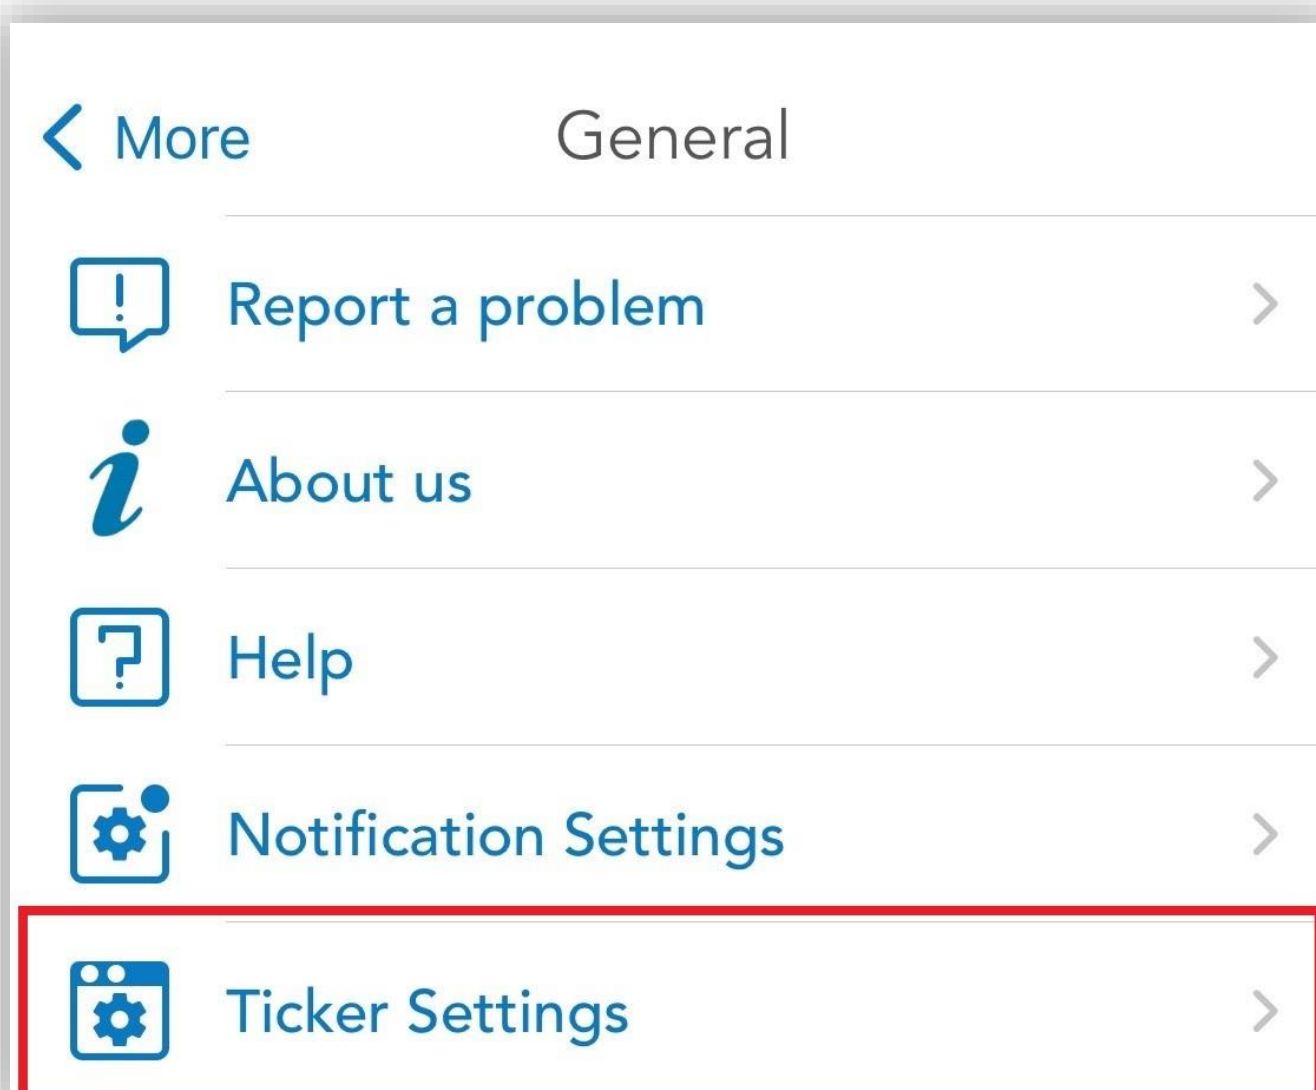 More
General
Report a problem
About us
Help
Notification Settings
Ticker Settings